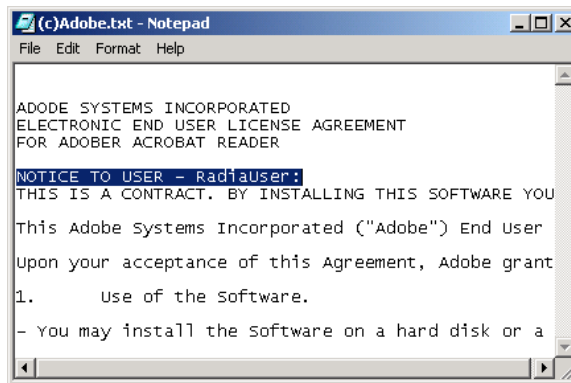 (c)Adobe.txt - Notepad
File Edit Format Help
ADODE SYSTEMS INCORPORATED
ELECTRONIC END USER LICENSE AGREEMENT
FOR ADOBER ACROBAT READER
NOTICE TO USER - RadiaUser:
THIS IS A CONTRACT. BY INSTALLING THIS SOFTWARE YOU
This Adobe Systems Incorporated ("Adobe") End User
Upon your acceptance of this Agreement, Adobe grant
1. Use of the Software.
- You may install the Software on a hard disk or a